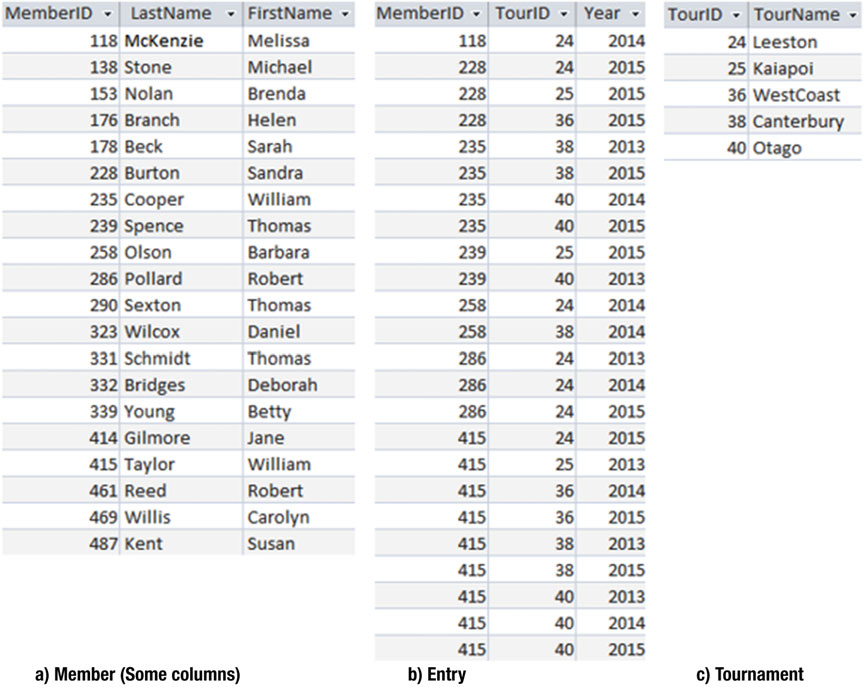 MemberID LastName FirstName
118 McKenzie Melissa
138 Stone Michael
153 Nolan Brenda
176 Branch Helen
178 Beck Sarah
228 Burton Sandra
235 Cooper William
239 Spence Thomas
258 Olson Barbara
286 Pollard Robert
290 Sexton Thomas
323 Wilcox Daniel
331 Schmidt Thomas
332 Bridges Deborah
339 Young Betty
414 Gilmore Jane
415 Taylor William
461 Reed Robert
469 Willis Carolyn
487 Kent Susan
a) Member (Some columns)
MemberID TourID Year
118 24 2014
228 24 2015
228 25 2015
228 36 2015
235 38 2013
235 38 2015
235 40 2014
235 40 2015
239 25 2015
239 40 2013
258 24 2014
258 38 2014
286 24 2013
286 24 2014
286 24 2015
415 24 2015
415 25 2013
415 36 2014
415 36 2015
415 38 2013
415 38 2015
415 40 2013
415 40 2014
415 40 2015
b) Entry
TourID TourName
24 Leeston
25 Kaiapoi
36 WestCoast
38 Canterbury
40 Otago
c) Tournament